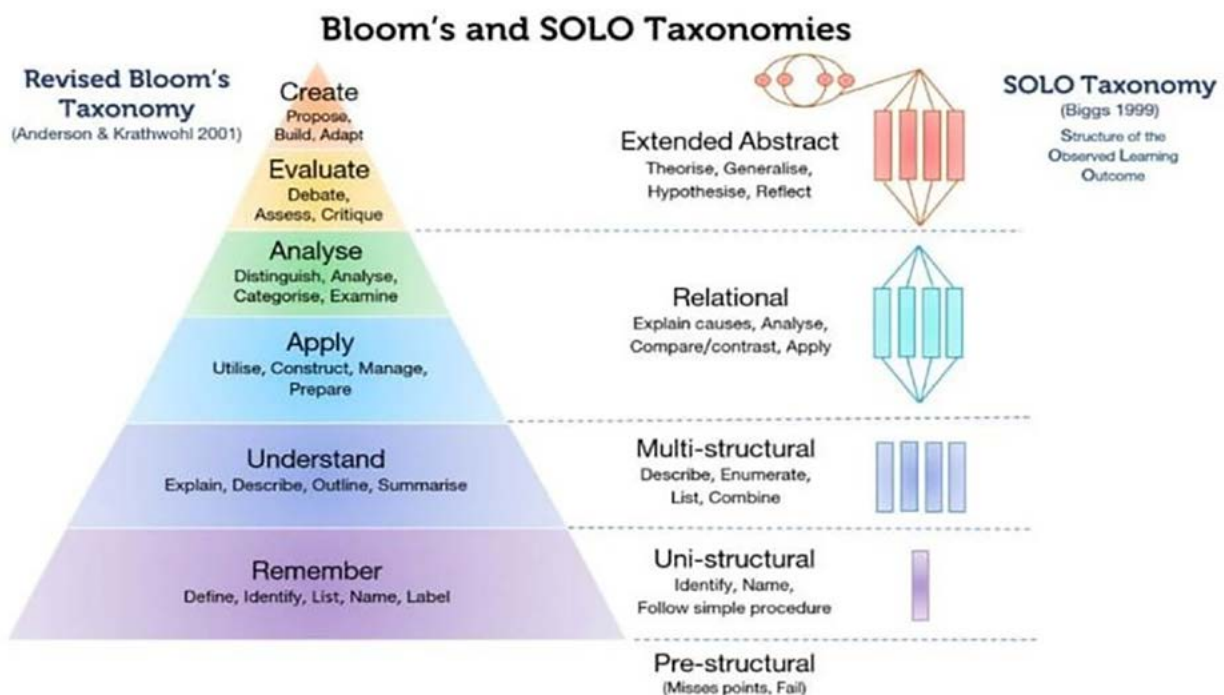 Bloom's and SOLO Taxonomies
Revised Bloom's
Taxonomy
(Anderson & Krathwohl 2001)
Create
Propose,
Build, Adapt
Evaluate
Debate,
Assess, Critique
Analyse
Distinguish, Analyse,
Categorise, Examine
Apply
Utilise, Construct, Manage,
Prepare
Understand
Explain, Describe, Outline, Summarise
Remember
Define, Identify, List, Name, Label
Extended Abstract
Theorise, Generalise,
Hypothesise, Reflect
Relational
Explain causes, Analyse,
Compare/contrast, Apply
Multi-structural
Describe, Enumerate,
List, Combine
Uni-structural
Identify, Name,
Follow simple procedure
Pre-structural
(Misses points, Fail)
SOLO Taxonomy
(Biggs 1999)
Structure of the
Observed Learning
Outcome